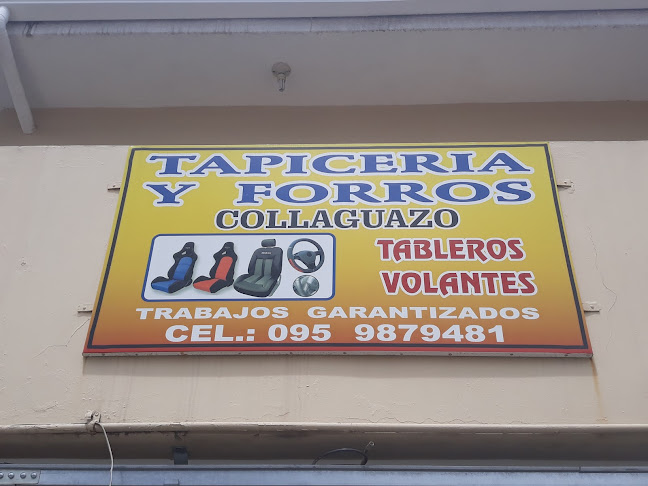 TAPICERIA
Y FORROS
COLLAGUAZO
TABLEROS
VOLANTES
TRABAJOS GARANTIZADOS
CEL.: 095 9879481